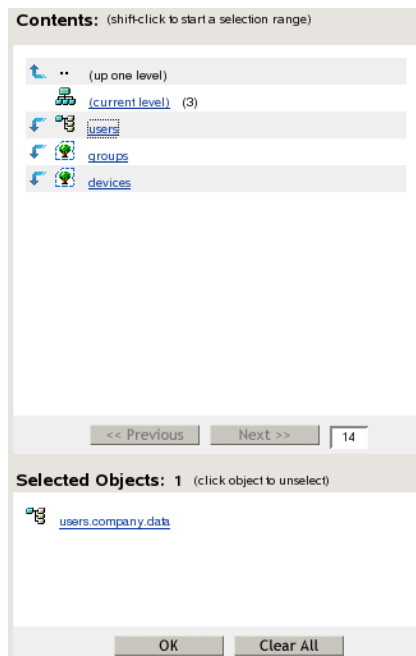 Contents: (shift-click to start a selection range)
.. (up one level)
(current level) (3)
users
groups
devices
<< Previous Next >> 14
Selected Objects: 1 (click object to unselect)
users.company.data
OK Clear All